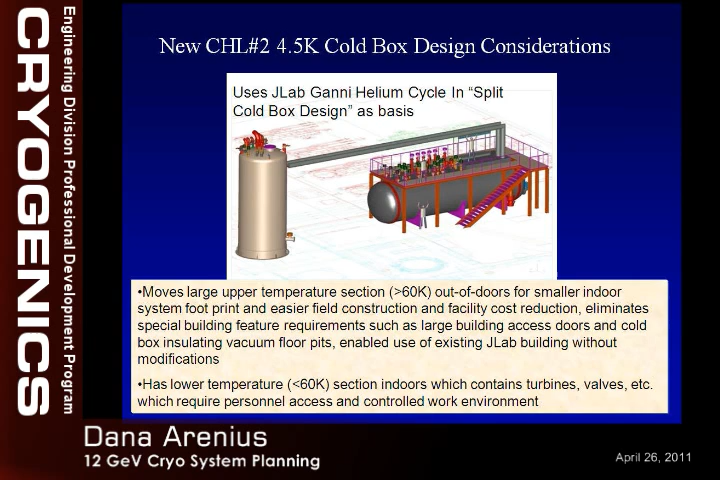 CRYOGENICS
Engineering Division Professional Development Program
New CHL#2 4.5K Cold Box Design Considerations
Uses JLab Ganni Helium Cycle In “Split
Cold Box Design” as basis
•Moves large upper temperature section (>60K) out-of-doors for smaller indoor
system foot print and easier field construction and facility cost reduction, eliminates
special building feature requirements such as large building access doors and cold
box insulating vacuum floor pits, enabled use of existing JLab building without
modifications
•Has lower temperature (<60K) section indoors which contains turbines, valves, etc.
which require personnel access and controlled work environment
Dana Arenius
12 GeV Cryo System Planning
April 26, 2011